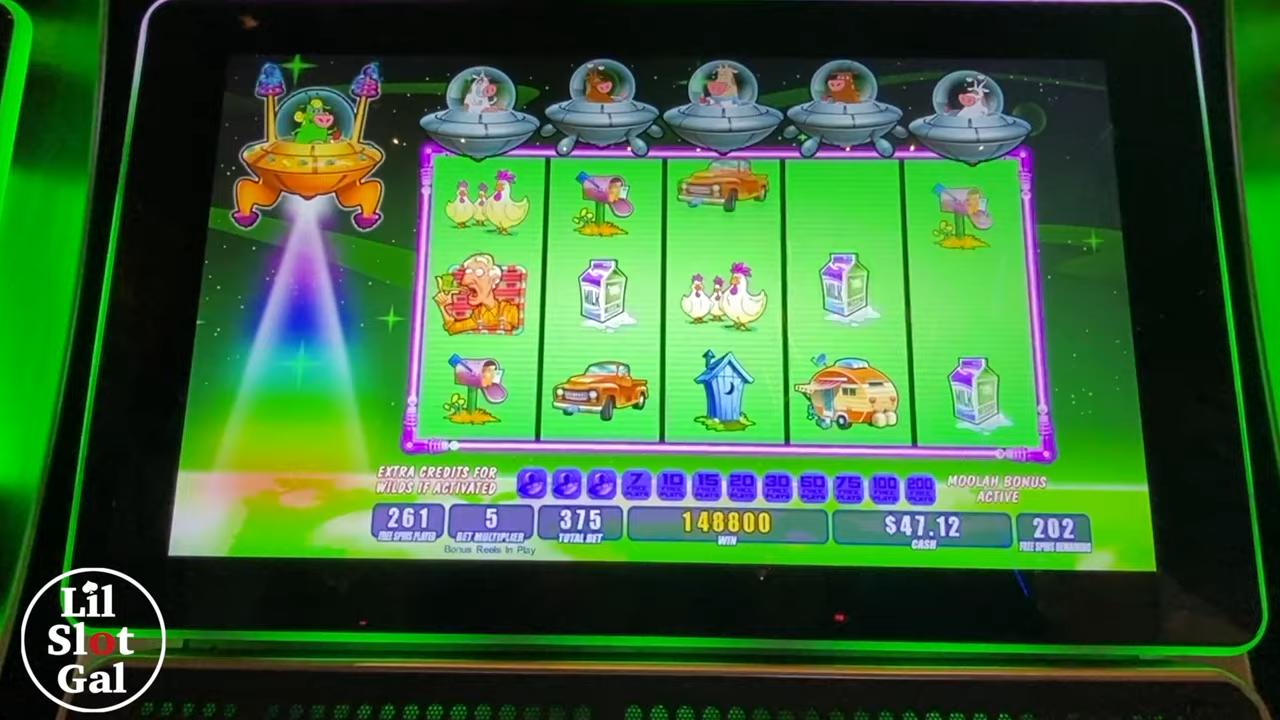 MILK
MILK
MILK
EXTRA CREDITS FOR
WILDS IF ACTIVATED
7 FREE PLAYS
10 FREE PLAYS
15 FREE PLAYS
20 FREE PLAYS
30 FREE PLAYS
50 FREE PLAYS
75 FREE PLAYS
100 FREE PLAYS
200 FREE PLAYS
MOOLAH BONUS
ACTIVE
261
FREE SPINS PLAYED
5
BET MULTIPLIER
375
TOTAL BET
148800
WIN
$47.12
CASH
202
FREE SPINS REMAINING
Bonus Reels In Play
Lil
Slot
Gal